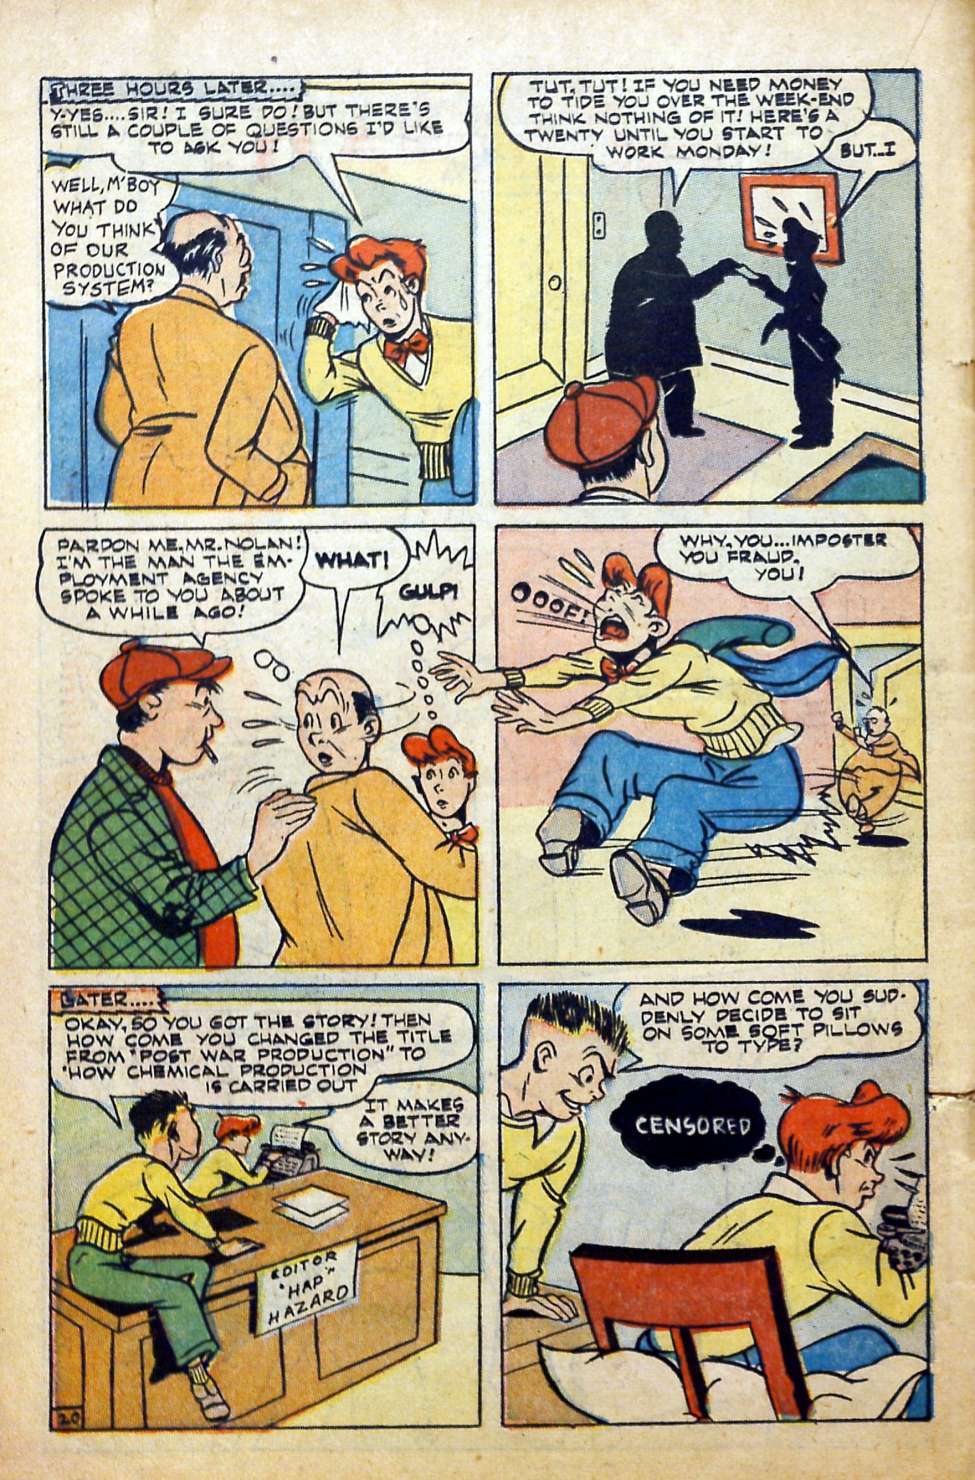 THREE HOURS LATER....
Y-YES....SIR! I SURE DO! BUT THERE'S
STILL A COUPLE OF QUESTIONS I'D LIKE
TO ASK YOU!
WELL, M'BOY
WHAT DO
YOU THINK
OF OUR
PRODUCTION
SYSTEM?
TUT, TUT! IF YOU NEED MONEY
TO TIDE YOU OVER THE WEEK-END
THINK NOTHING OF IT! HERE'S A
TWENTY UNTIL YOU START TO
WORK MONDAY!
BUT..I
PARDON ME, MR. NOLAN!
I'M THE MAN THE EM-
PLOYMENT AGENCY
SPOKE TO YOU ABOUT
A WHILE AGO!
WHAT!
GULP!
WHY, YOU...IMPOSTER
YOU FRAUD,
YOU!
OOOF!
LATER....
OKAY, SO YOU GOT THE STORY! THEN
HOW COME YOU CHANGED THE TITLE
FROM "POST WAR PRODUCTION" TO
"HOW CHEMICAL PRODUCTION
IS CARRIED OUT
IT MAKES
A BETTER
STORY ANY-
WAY!
EDITOR
"HAP"
HAZARD
20
AND HOW COME YOU SUD-
DENLY DECIDE TO SIT
ON SOME SOFT PILLOWS
TO TYPE?
CENSORED